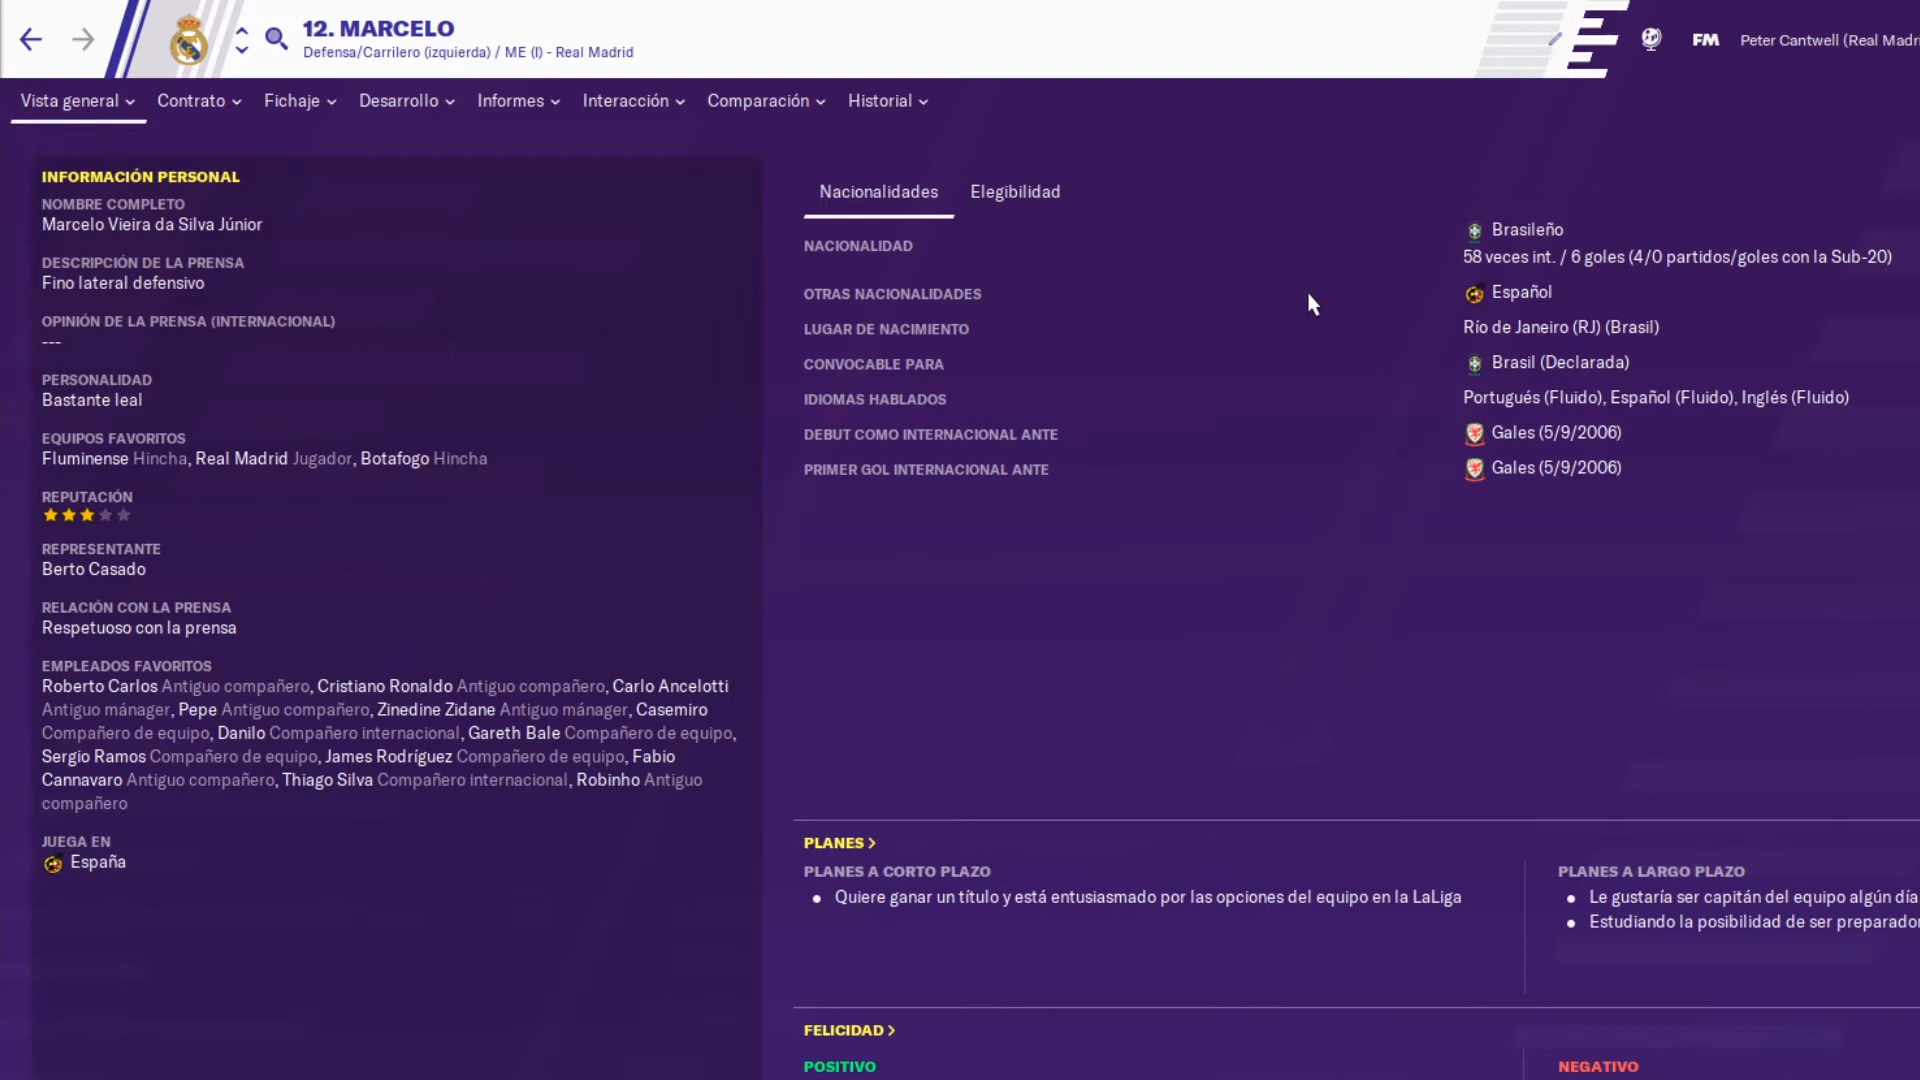 12. MARCELO
Defensa/Carrilero (izquierda) / ME (I) - Real Madrid
FM
Peter Cantwell (Real Madri
Vista general
Contrato
Fichaje
Desarrollo
Informes
Interacción
Comparación
Historial
INFORMACIÓN PERSONAL
NOMBRE COMPLETO
Marcelo Vieira da Silva Júnior
DESCRIPCIÓN DE LA PRENSA
Fino lateral defensivo
OPINIÓN DE LA PRENSA (INTERNACIONAL)
---
PERSONALIDAD
Bastante leal
EQUIPOS FAVORITOS
Fluminense Hincha, Real Madrid Jugador, Botafogo Hincha
REPUTACIÓN
REPRESENTANTE
Berto Casado
RELACIÓN CON LA PRENSA
Respetuoso con la prensa
EMPLEADOS FAVORITOS
Roberto Carlos Antiguo compañero, Cristiano Ronaldo Antiguo compañero, Carlo Ancelotti
Antiguo mánager, Pepe Antiguo compañero, Zinedine Zidane Antiguo mánager, Casemiro
Compañero de equipo, Danilo Compañero internacional, Gareth Bale Compañero de equipo,
Sergio Ramos Compañero de equipo, James Rodríguez Compañero de equipo, Fabio
Cannavaro Antiguo compañero, Thiago Silva Compañero internacional, Robinho Antiguo
compañero
JUEGA EN
España
Nacionalidades
Elegibilidad
NACIONALIDAD
Brasileño
58 veces int. / 6 goles (4/0 partidos/goles con la Sub-20)
OTRAS NACIONALIDADES
Español
LUGAR DE NACIMIENTO
Río de Janeiro (RJ) (Brasil)
CONVOCABLE PARA
Brasil (Declarada)
IDIOMAS HABLADOS
Portugués (Fluido), Español (Fluido), Inglés (Fluido)
DEBUT COMO INTERNACIONAL ANTE
Gales (5/9/2006)
PRIMER GOL INTERNACIONAL ANTE
Gales (5/9/2006)
PLANES >
PLANES A CORTO PLAZO
• Quiere ganar un título y está entusiasmado por las opciones del equipo en la LaLiga
PLANES A LARGO PLAZO
• Le gustaría ser capitán del equipo algún día
• Estudiando la posibilidad de ser preparador
FELICIDAD >
POSITIVO
NEGATIVO